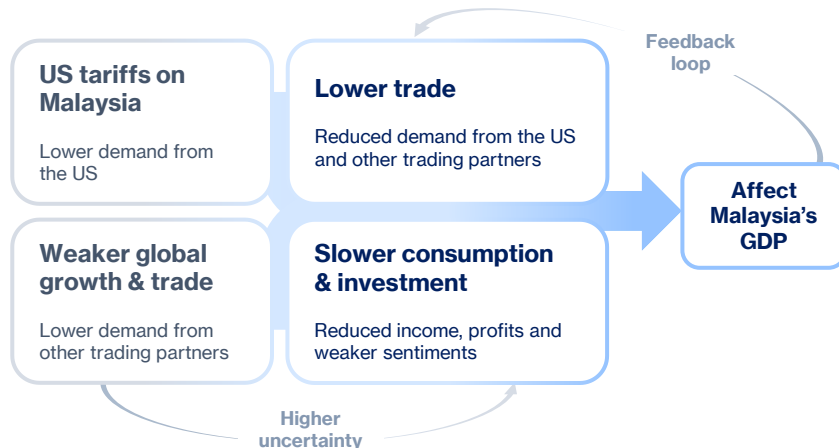 US tariffs on
Malaysia
Lower demand from
the US
Lower trade
Reduced demand from the US
and other trading partners
Feedback
loop
Weaker global
growth & trade
Lower demand from
other trading partners
Slower consumption
& investment
Reduced income, profits and
weaker sentiments
Affect
Malaysia’s
GDP
Higher
uncertainty